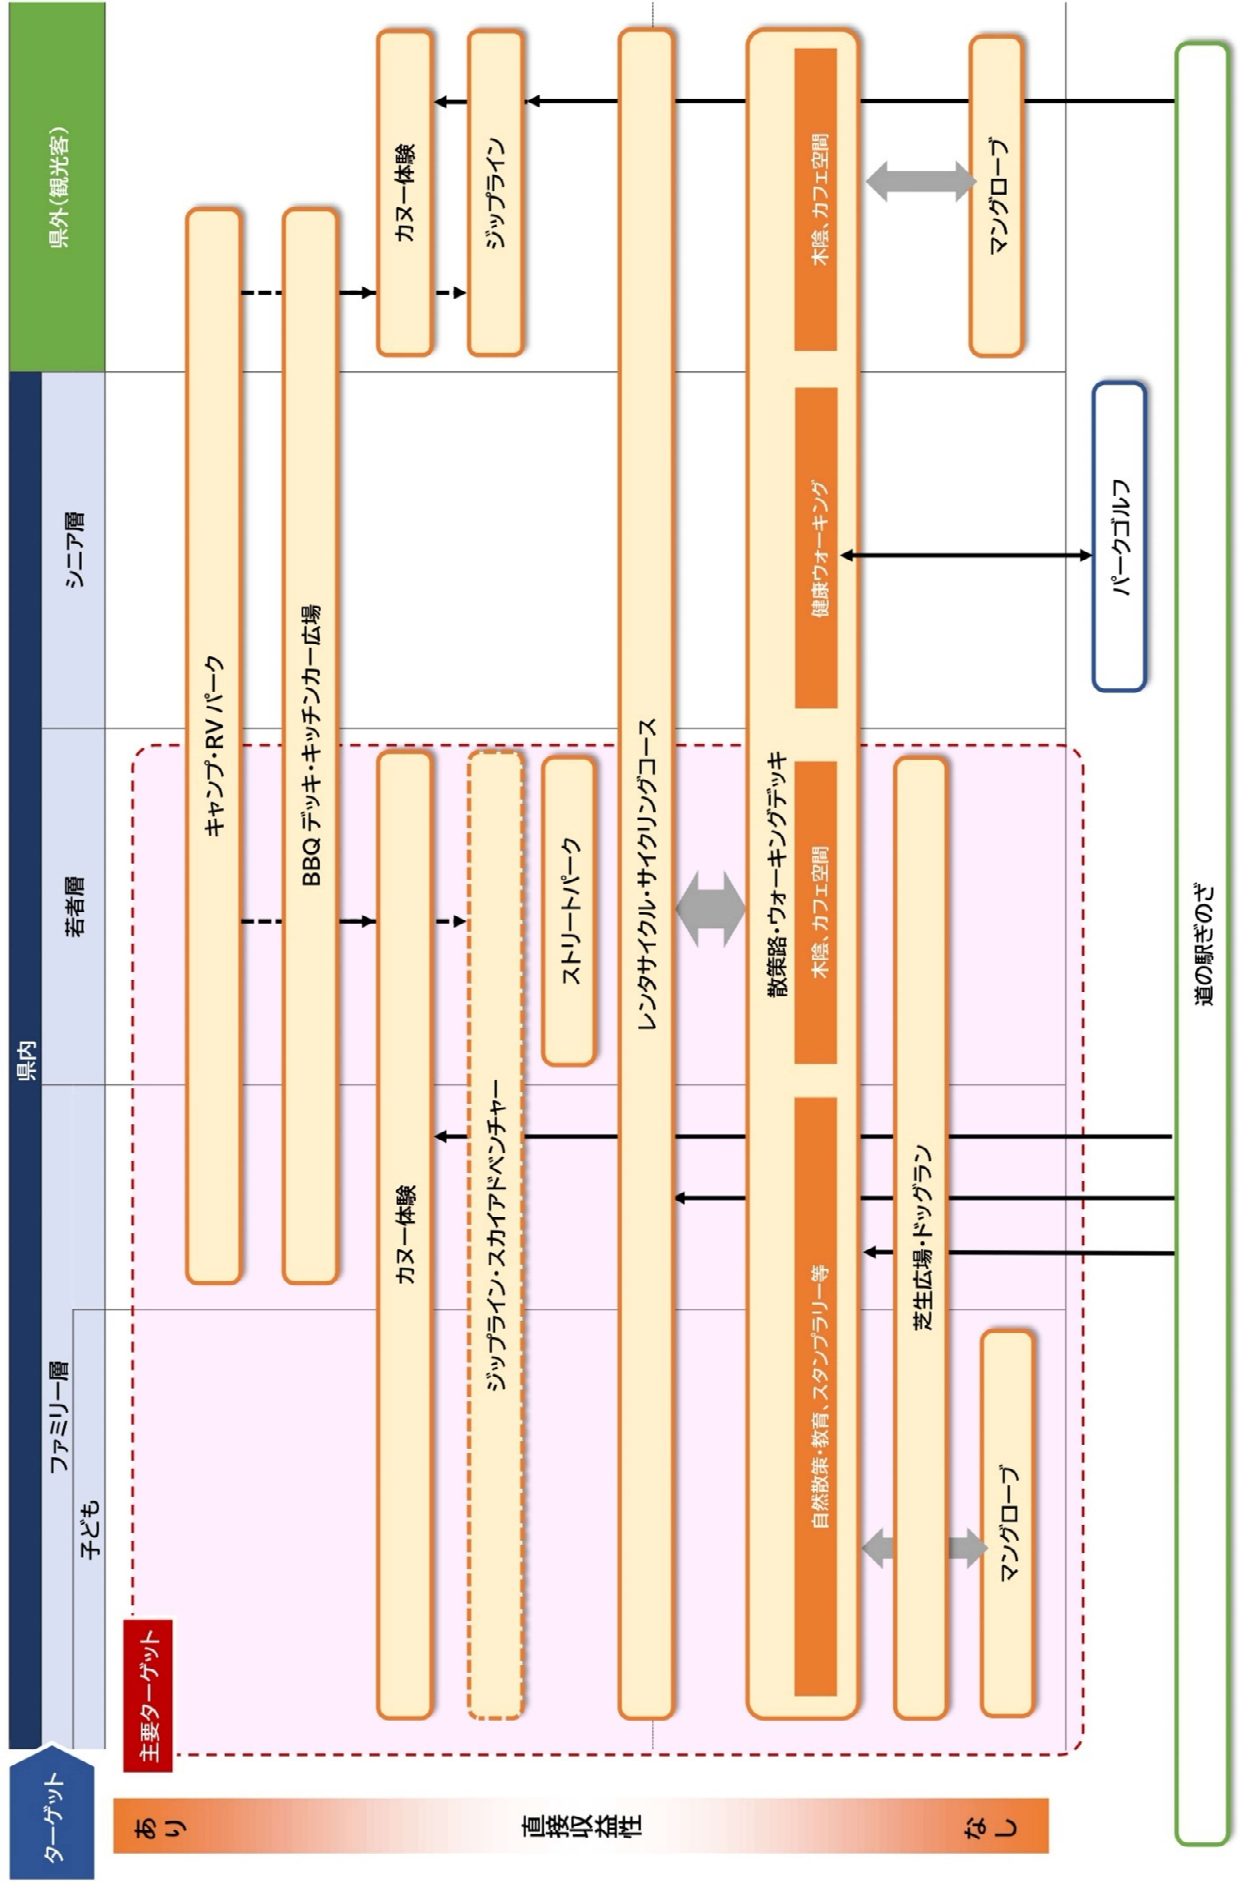 ターゲット
県内
県外(観光客)
ファミリー層
若者層
シニア層
子ども
主要ターゲット
あり
直接収益性
なし
キャンプ・RVパーク
BBQデッキ・キッチンカー広場
カヌー体験
カヌー体験
ジップライン・スカイアドベンチャー
ジップライン
ストリートパーク
レンタサイクル・サイクリングコース
散策路・ウォーキングデッキ
自然散策・教育、スタンプラリー等
木陰、カフェ空間
健康ウォーキング
木陰、カフェ空間
芝生広場・ドッグラン
マングローブ
マングローブ
パークゴルフ
道の駅ぎのざ